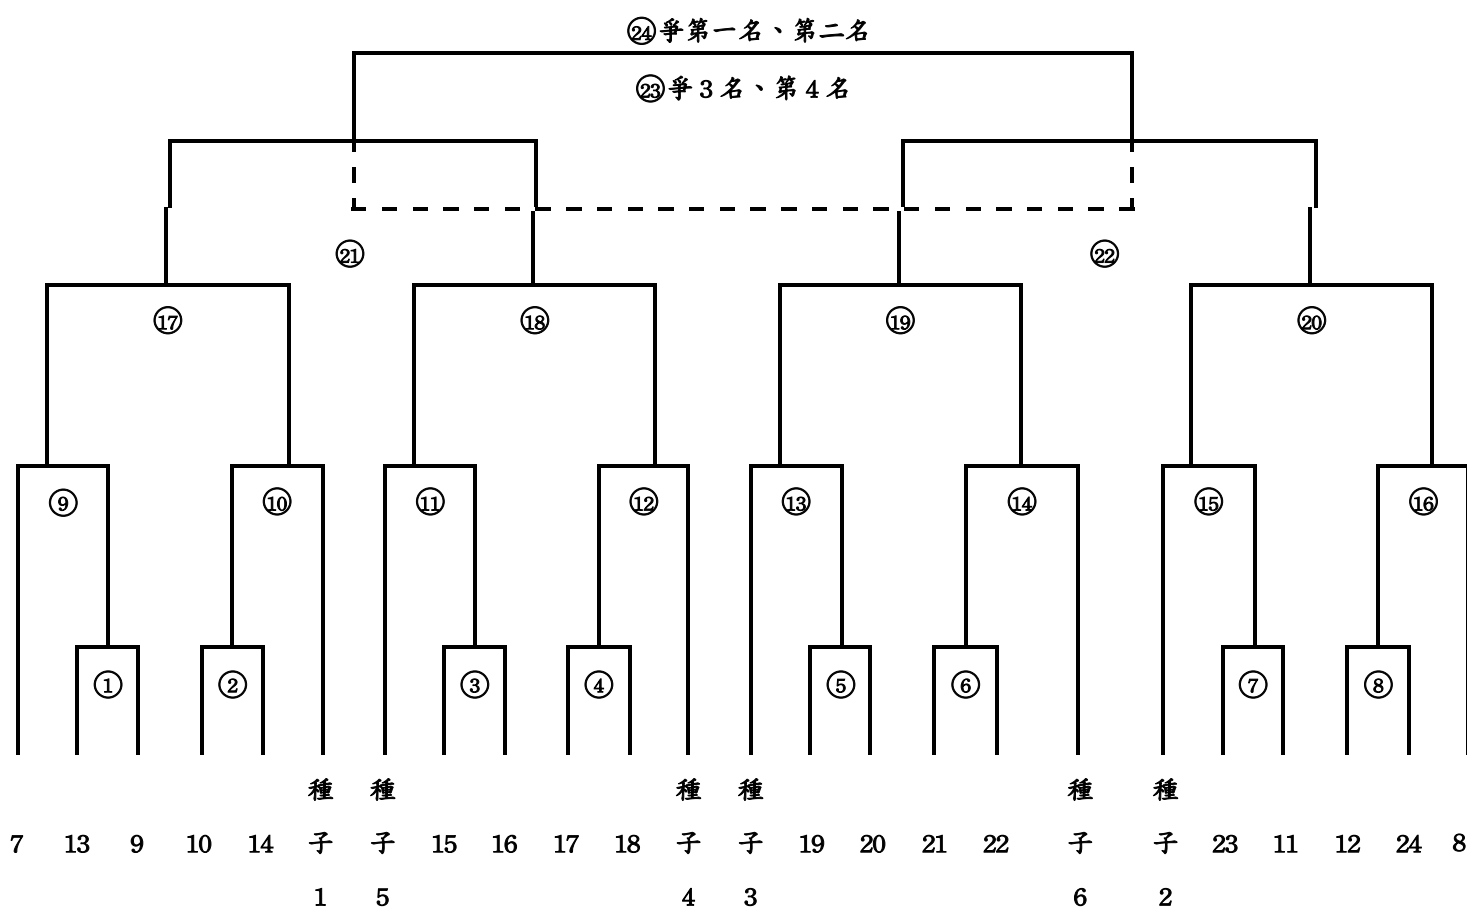 ㉔爭第一名、第二名
㉓爭3名、第4名
㉑ ㉒
⑰ ⑱ ⑲ ⑳
⑨ ⑩ ⑪ ⑫ ⑬ ⑭ ⑮ ⑯
① ② ③ ④ ⑤ ⑥ ⑦ ⑧
7 13 9 10 14 種子1 種子5 15 16 17 18 種子4 種子3 19 20 21 22 種子6 種子2 23 11 12 24 8